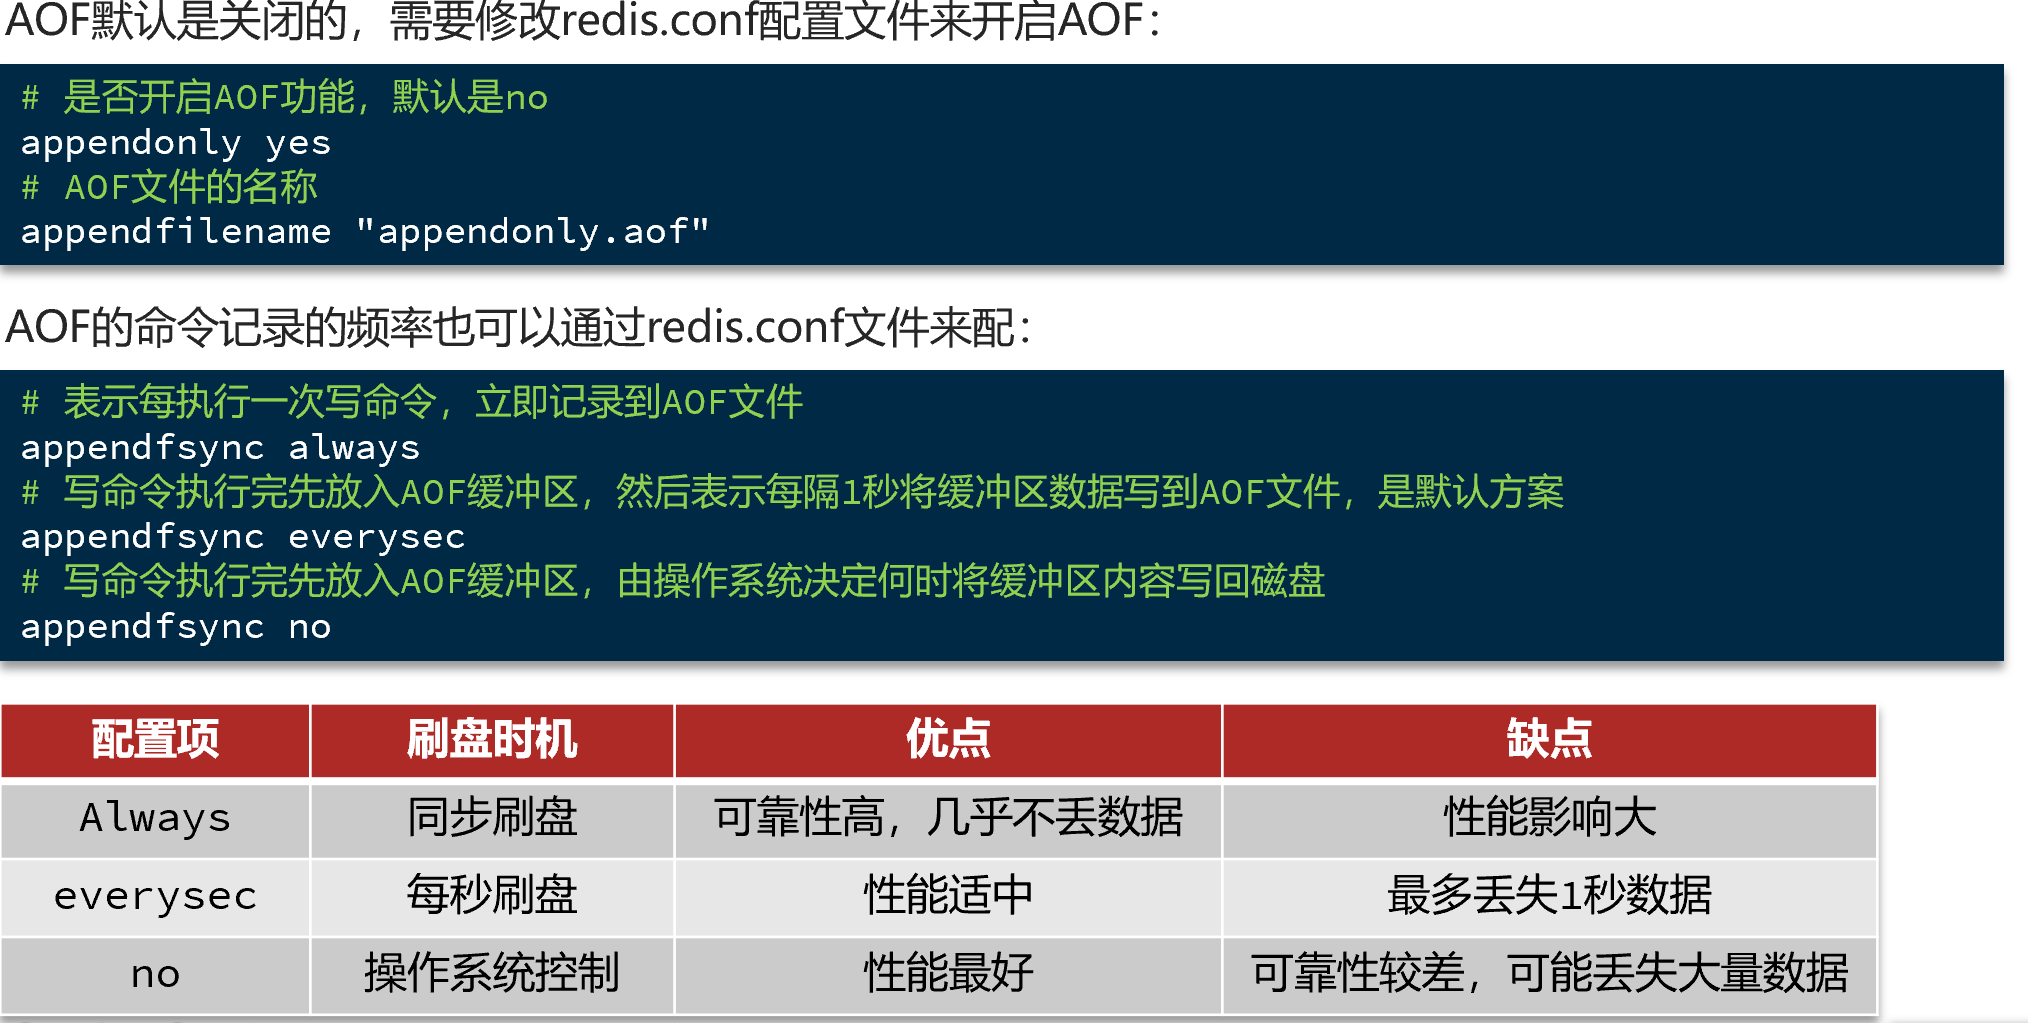 AOF默认是关闭的，需要修改redis.conf配置文件来开启AOF：
# 是否开启AOF功能，默认是no
appendonly yes
# AOF文件的名称
appendfilename "appendonly.aof"
AOF的命令记录的频率也可以通过redis.conf文件来配：
# 表示每执行一次写命令，立即记录到AOF文件
appendfsync always
# 写命令执行完先放入AOF缓冲区，然后表示每隔1秒将缓冲区数据写到AOF文件，是默认方案
appendfsync everysec
# 写命令执行完先放入AOF缓冲区，由操作系统决定何时将缓冲区内容写回磁盘
appendfsync no
配置项 刷盘时机 优点 缺点
Always 同步刷盘 可靠性高，几乎不丢数据 性能影响大
everysec 每秒刷盘 性能适中 最多丢失1秒数据
no 操作系统控制 性能最好 可靠性较差，可能丢失大量数据